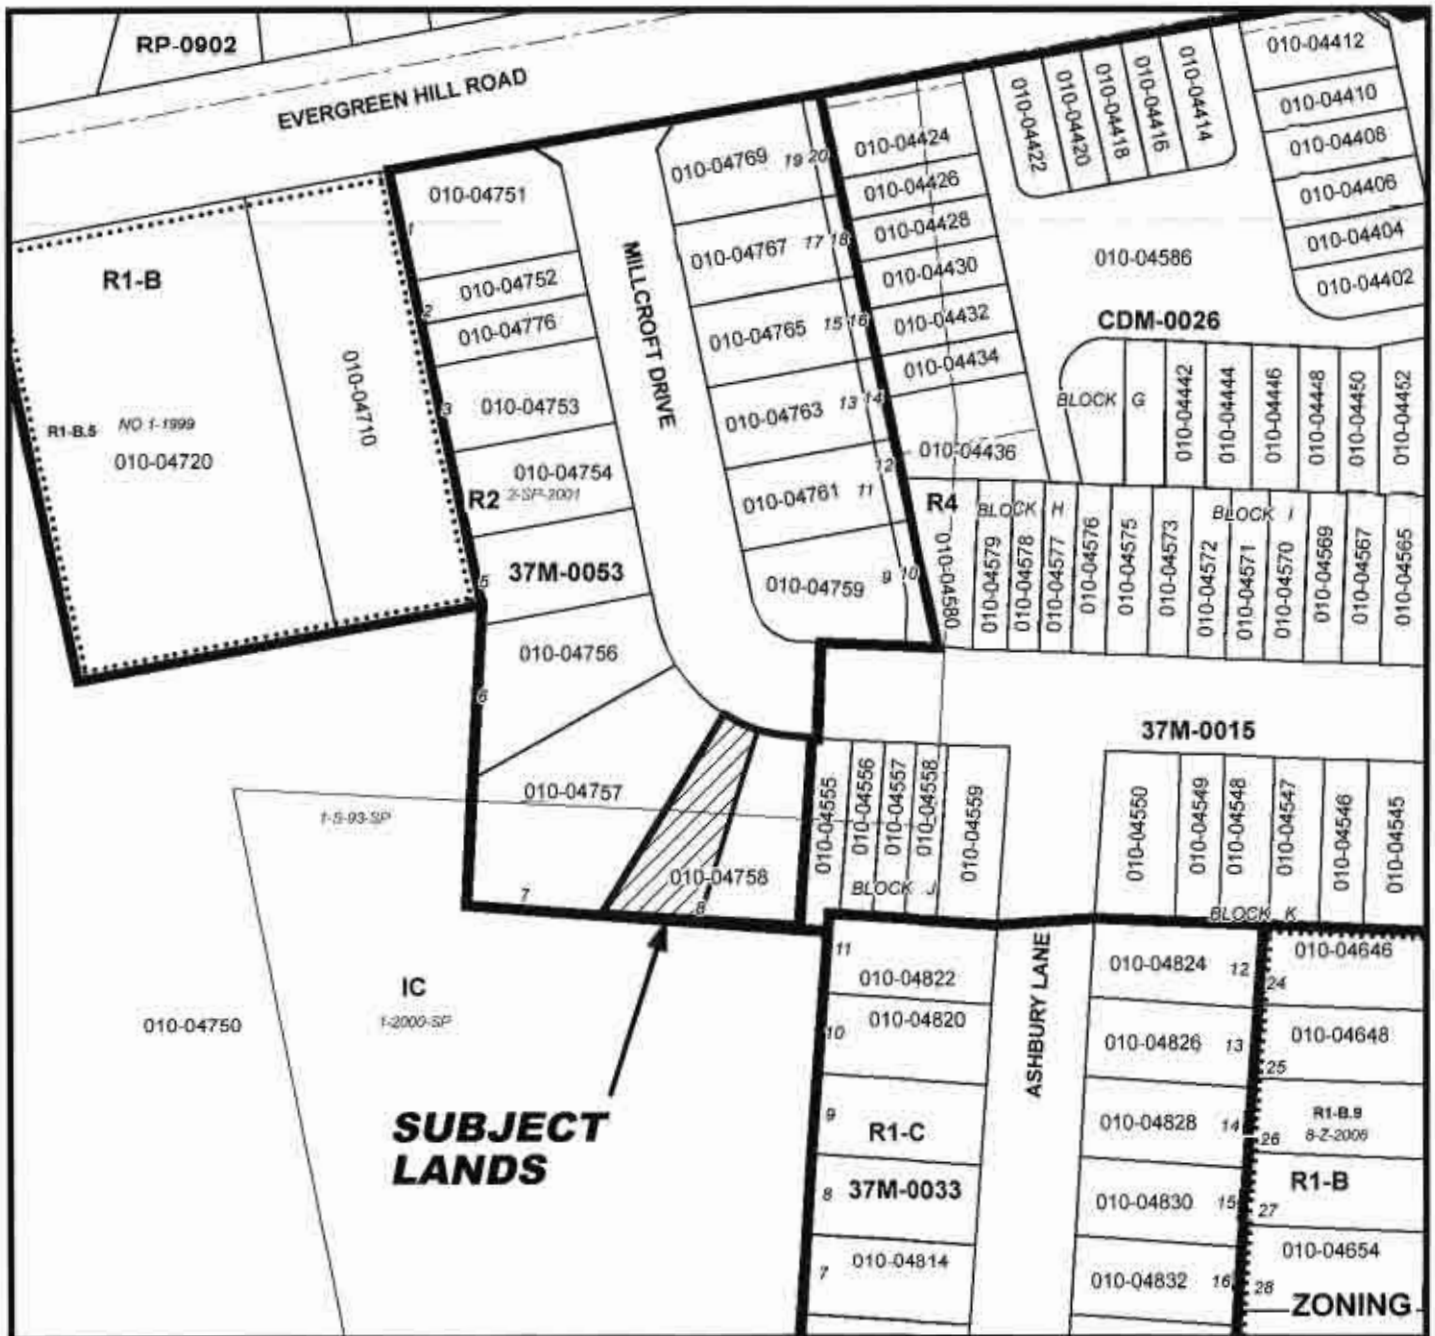 RP-0902
EVERGREEN HILL ROAD
010-04412
010-04410
010-04408
010-04406
010-04404
010-04402
010-04422
010-04420
010-04418
010-04416
010-04414
010-04751
1
010-04752
2
010-04776
010-04753
3
010-04754
R2 2-SP-2001
37M-0053
5
010-04756
6
MILLCROFT DRIVE
010-04769 19 20
010-04767 17 18
010-04765 15 16
010-04763 13 14
12
010-04761 11
010-04759 9 10
010-04424
010-04426
010-04428
010-04430
010-04432
010-04434
010-04436
010-04586
CDM-0026
R1-B
010-04710
R1-B.5 NO 1-1999
010-04720
BLOCK G
010-04442
010-04444
010-04446
010-04448
010-04450
010-04452
R4
010-04580
BLOCK H
010-04579
010-04578
010-04577
010-04576
010-04575
010-04573
BLOCK I
010-04572
010-04571
010-04570
010-04569
010-04567
010-04565
37M-0015
010-04757
7
010-04758
8
1-S-93-SP
010-04555
010-04556
010-04557
010-04558
010-04559
BLOCK J
010-04550
010-04549
010-04548
010-04547
010-04546
010-04545
BLOCK K
010-04750
IC
1-2000-SP
SUBJECT
LANDS
11
010-04822
10
010-04820
9
R1-C
8 37M-0033
7 010-04814
ASHBURY LANE
010-04824 12
010-04826 13
010-04828 14
010-04830 15
010-04832 16
010-04646
24
010-04648
25
R1-B.9
8-Z-2006
26
R1-B
27
010-04654
28
ZONING